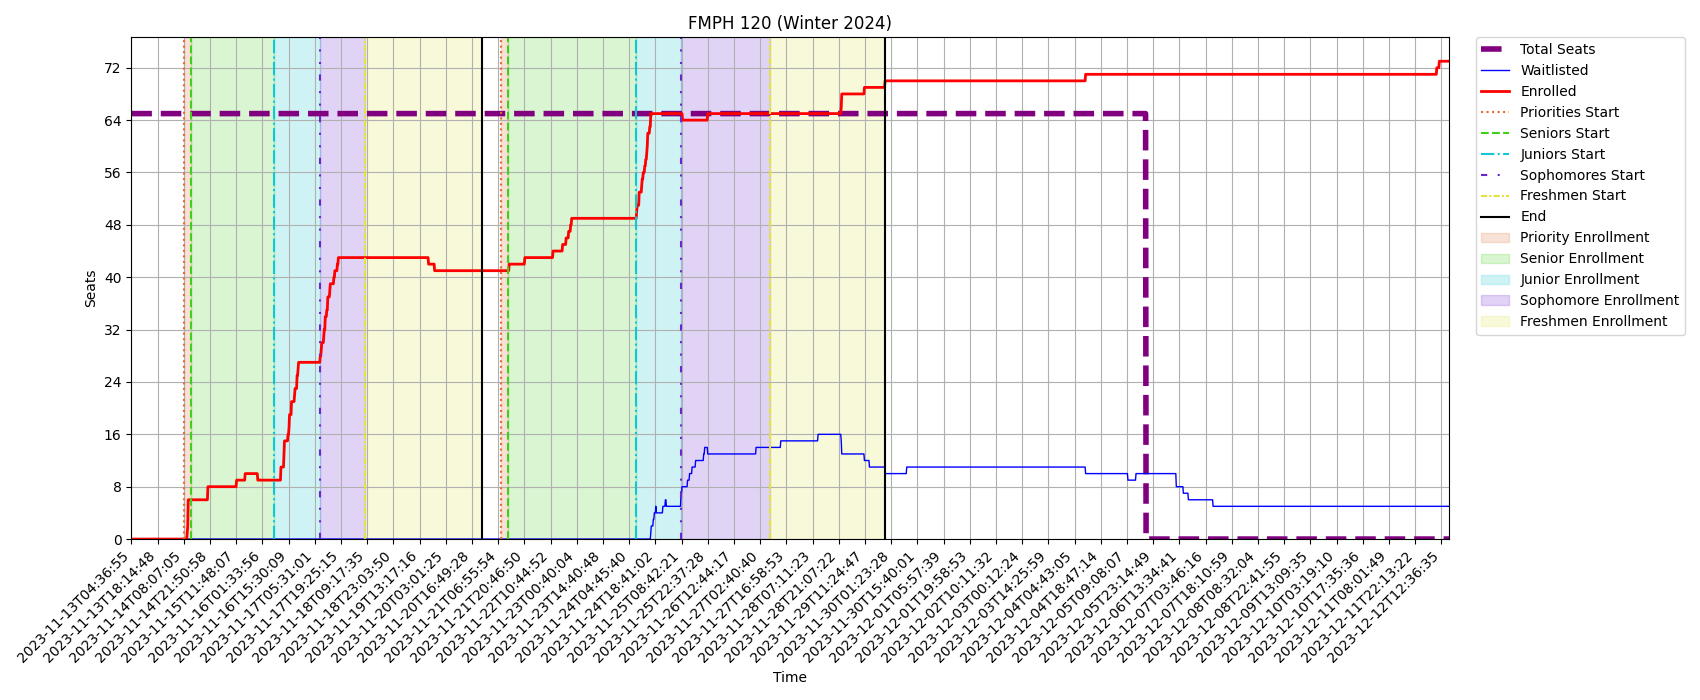 FMPH 120 (Winter 2024)
Seats
72
64
56
48
40
32
24
16
8
0
2023-11-13T04:36:55
2023-11-13T18:14:48
2023-11-14T08:07:05
2023-11-14T21:50:58
2023-11-15T11:48:07
2023-11-16T01:33:56
2023-11-16T15:30:09
2023-11-17T05:31:01
2023-11-17T19:25:15
2023-11-18T09:17:35
2023-11-18T23:03:50
2023-11-19T13:17:16
2023-11-20T03:01:25
2023-11-20T16:49:28
2023-11-21T06:55:54
2023-11-21T20:46:50
2023-11-22T10:44:52
2023-11-23T00:40:04
2023-11-23T14:40:48
2023-11-24T04:45:40
2023-11-24T18:41:02
2023-11-25T08:42:21
2023-11-25T22:37:28
2023-11-26T12:44:17
2023-11-27T02:40:40
2023-11-27T16:58:53
2023-11-28T07:11:23
2023-11-28T21:07:22
2023-11-29T11:24:47
2023-11-30T01:23:28
2023-11-30T15:40:01
2023-12-01T05:57:39
2023-12-01T19:58:53
2023-12-02T10:11:32
2023-12-03T00:12:24
2023-12-03T14:25:59
2023-12-04T04:43:05
2023-12-04T18:47:14
2023-12-05T09:08:07
2023-12-05T23:14:49
2023-12-06T13:34:41
2023-12-07T03:46:16
2023-12-07T18:10:59
2023-12-08T08:32:04
2023-12-08T22:41:55
2023-12-09T13:09:35
2023-12-10T03:19:10
2023-12-10T17:35:36
2023-12-11T08:01:49
2023-12-11T22:13:22
2023-12-12T12:36:35
Time
Total Seats
Waitlisted
Enrolled
Priorities Start
Seniors Start
Juniors Start
Sophomores Start
Freshmen Start
End
Priority Enrollment
Senior Enrollment
Junior Enrollment
Sophomore Enrollment
Freshmen Enrollment